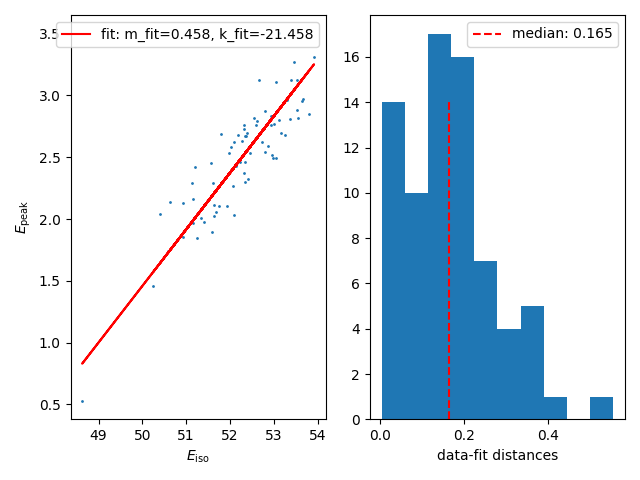 fit: m_fit=0.458, k_fit=-21.458
3.5
3.0
2.5
2.0
1.5
1.0
0.5
E_peak
49 50 51 52 53 54
E_iso
median: 0.165
16
14
12
10
8
6
4
2
0
0.0 0.2 0.4
data-fit distances